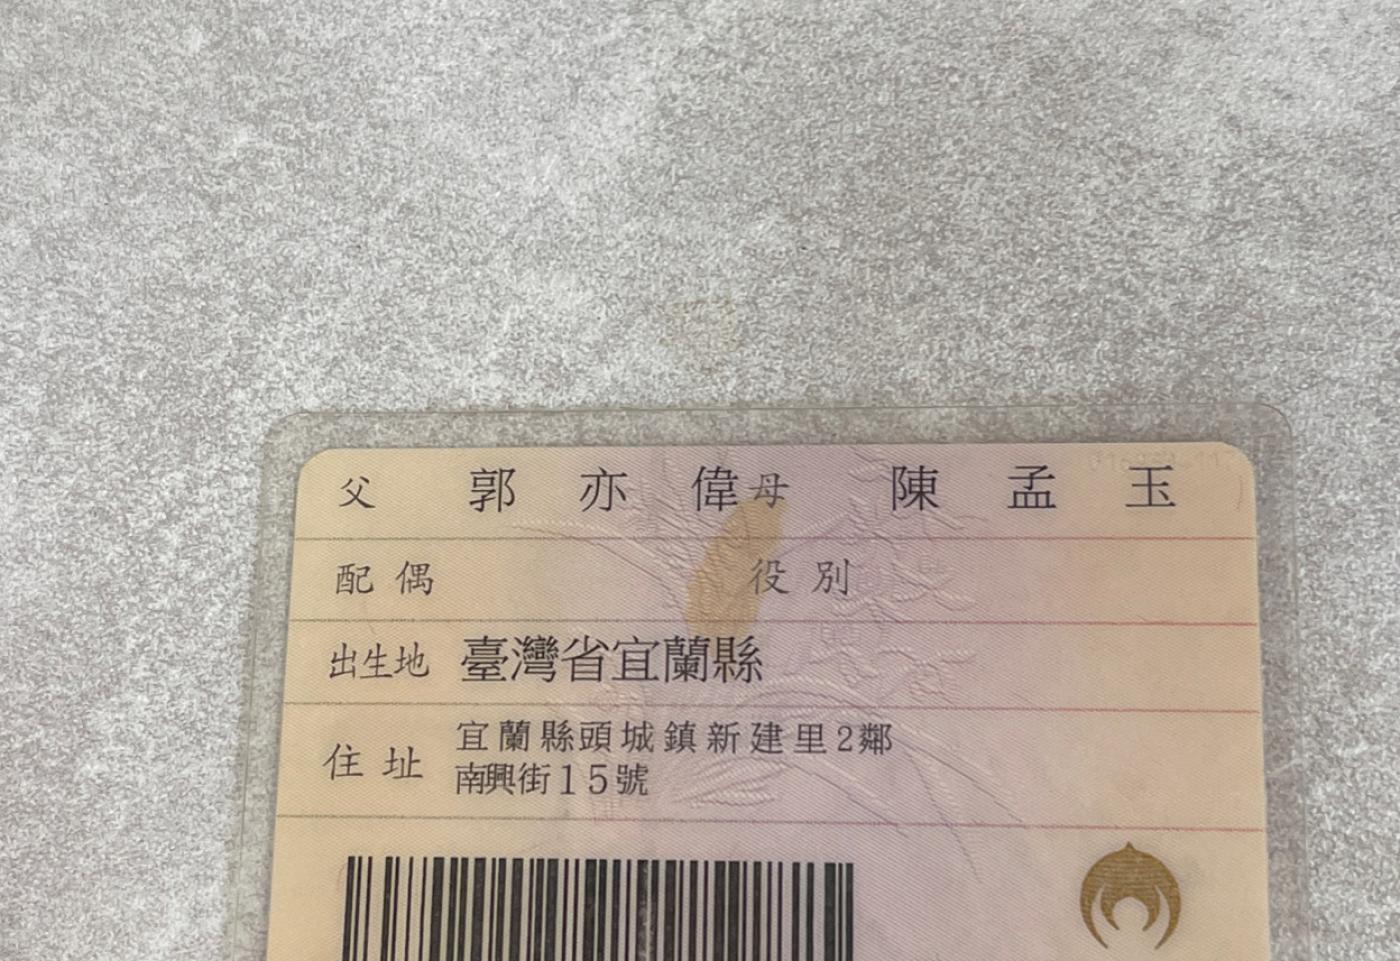 父 郭亦偉 母 陳孟玉
配偶 役別
出生地 臺灣省宜蘭縣
住址 宜蘭縣頭城鎮新建里2鄰
南興街15號